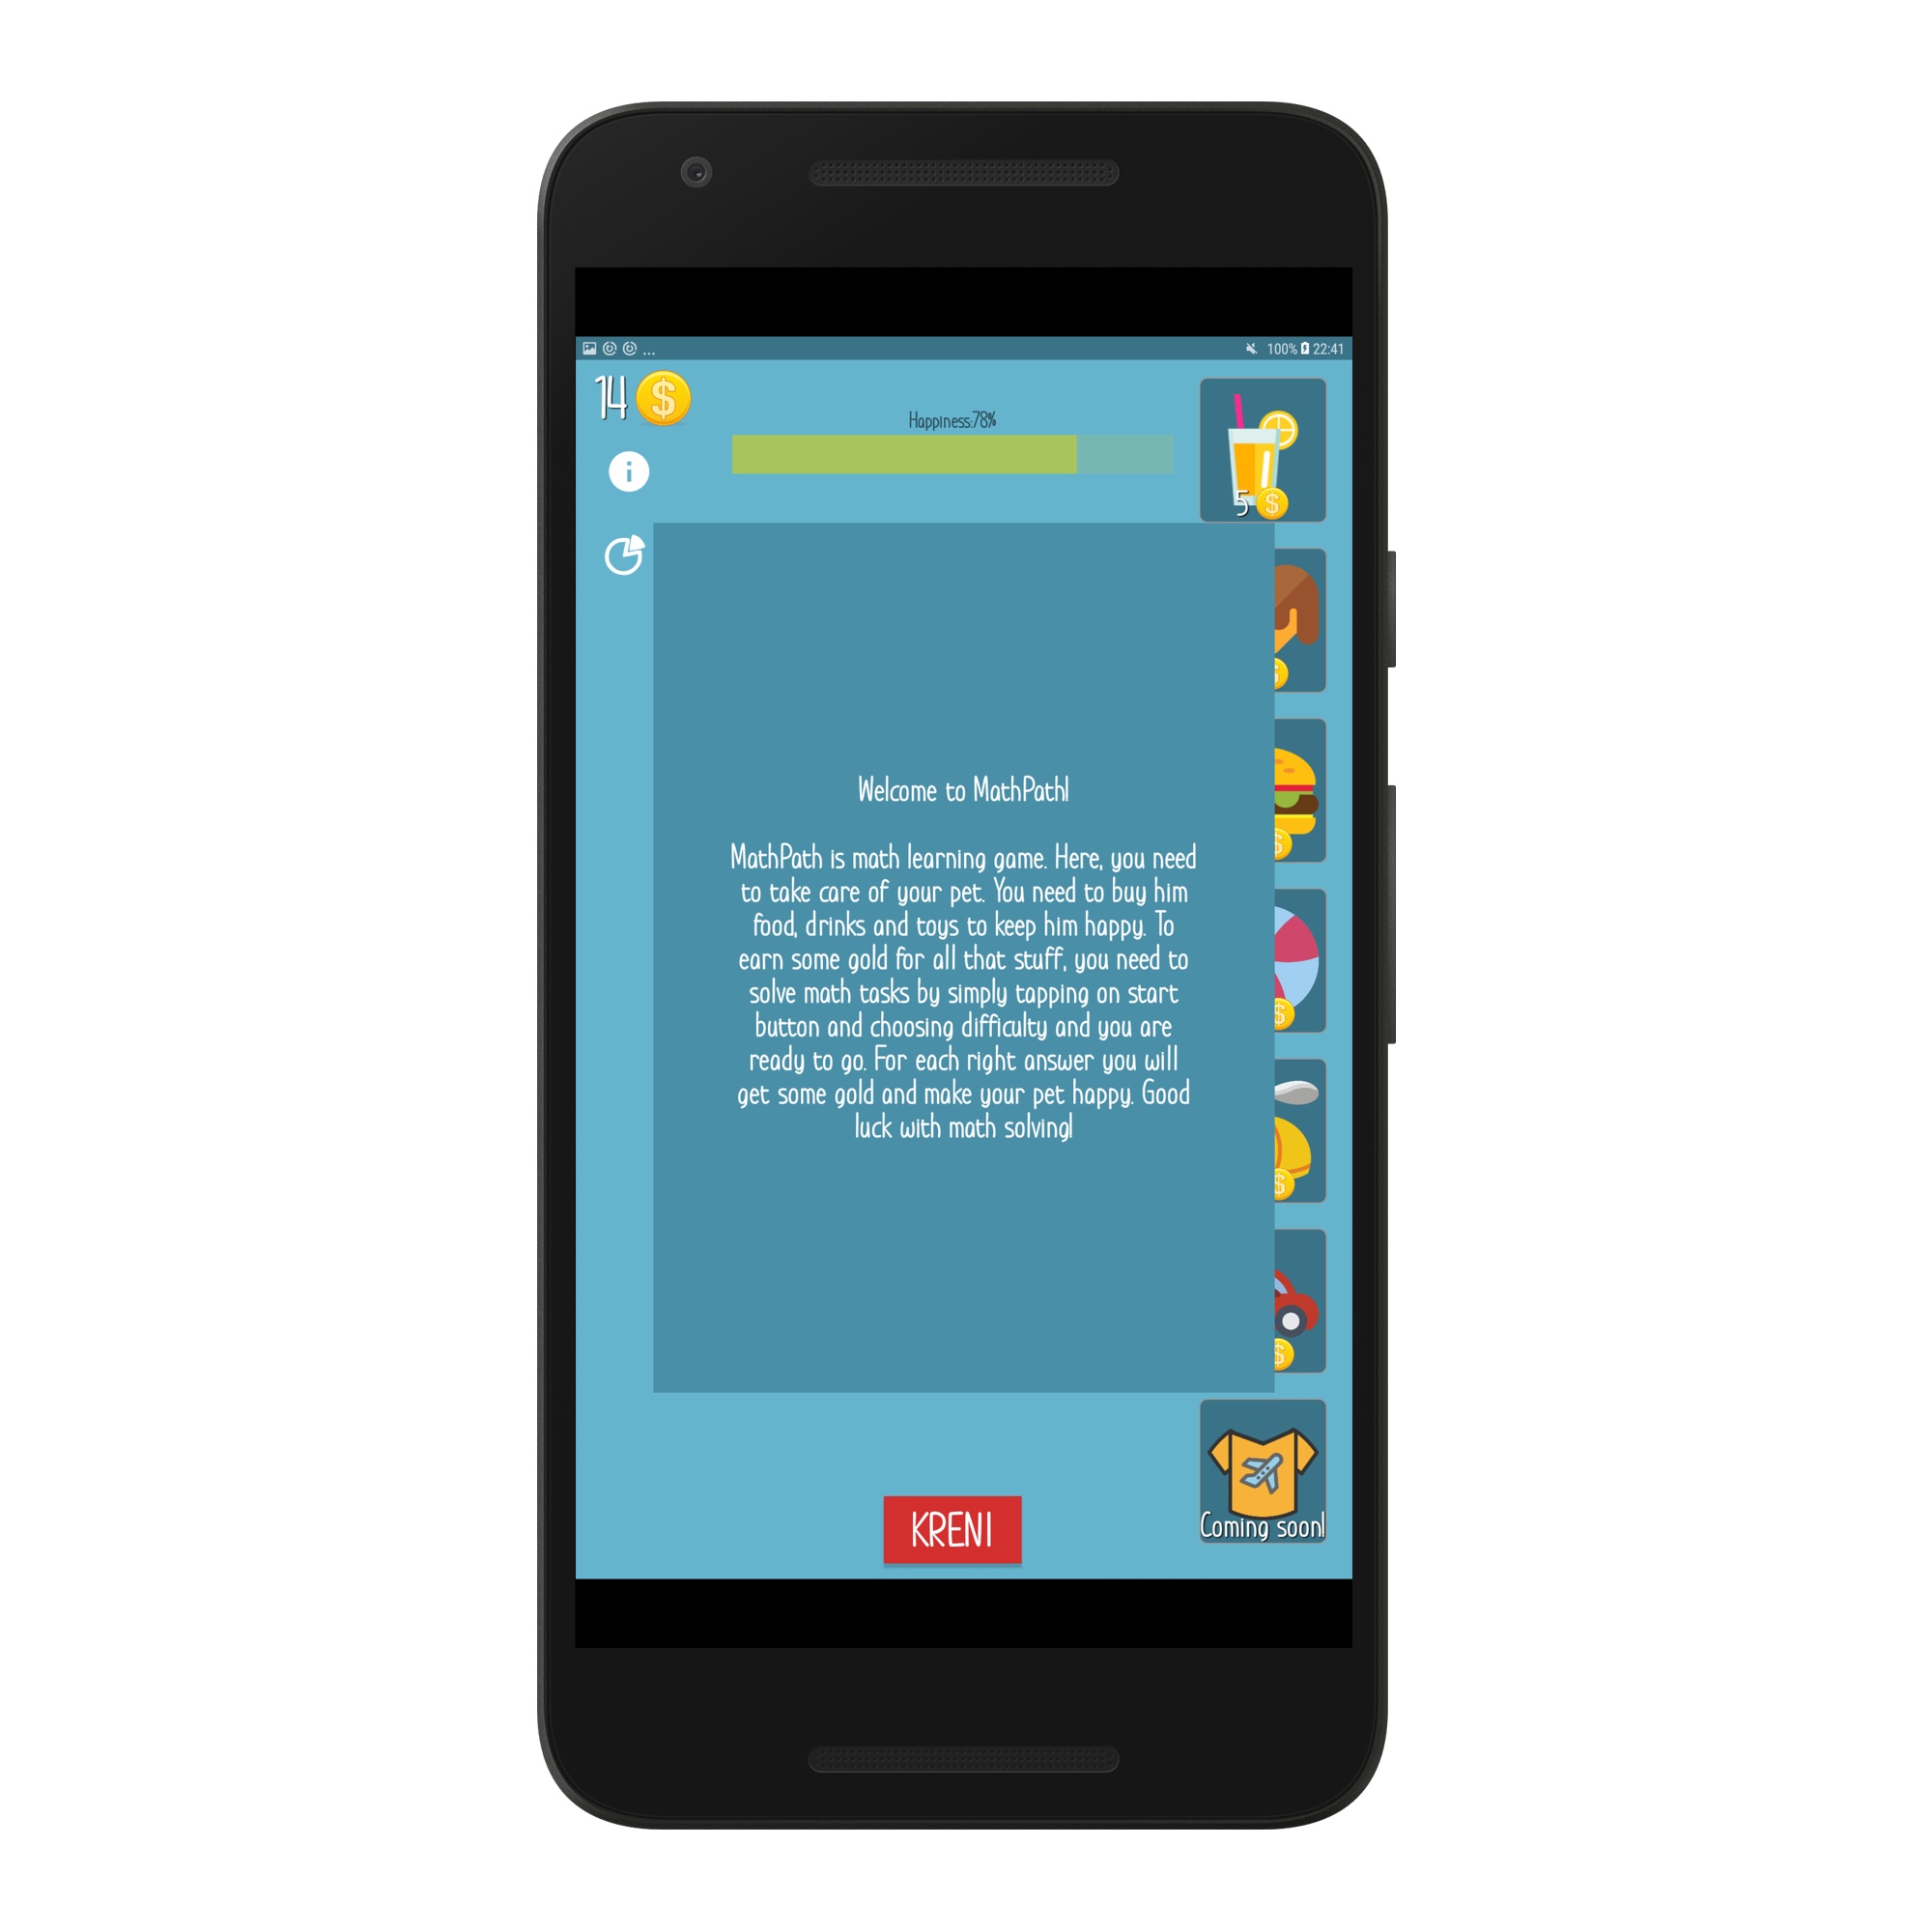 100% 22:41
14
Happiness:78%
5
Welcome to MathPath!
MathPath is math learning game. Here, you need
to take care of your pet. You need to buy him
food, drinks and toys to keep him happy. To
earn some gold for all that stuff, you need to
solve math tasks by simply tapping on start
button and choosing difficulty and you are
ready to go. For each right answer you will
get some gold and make your pet happy. Good
luck with math solving!
Coming soon!
KRENI